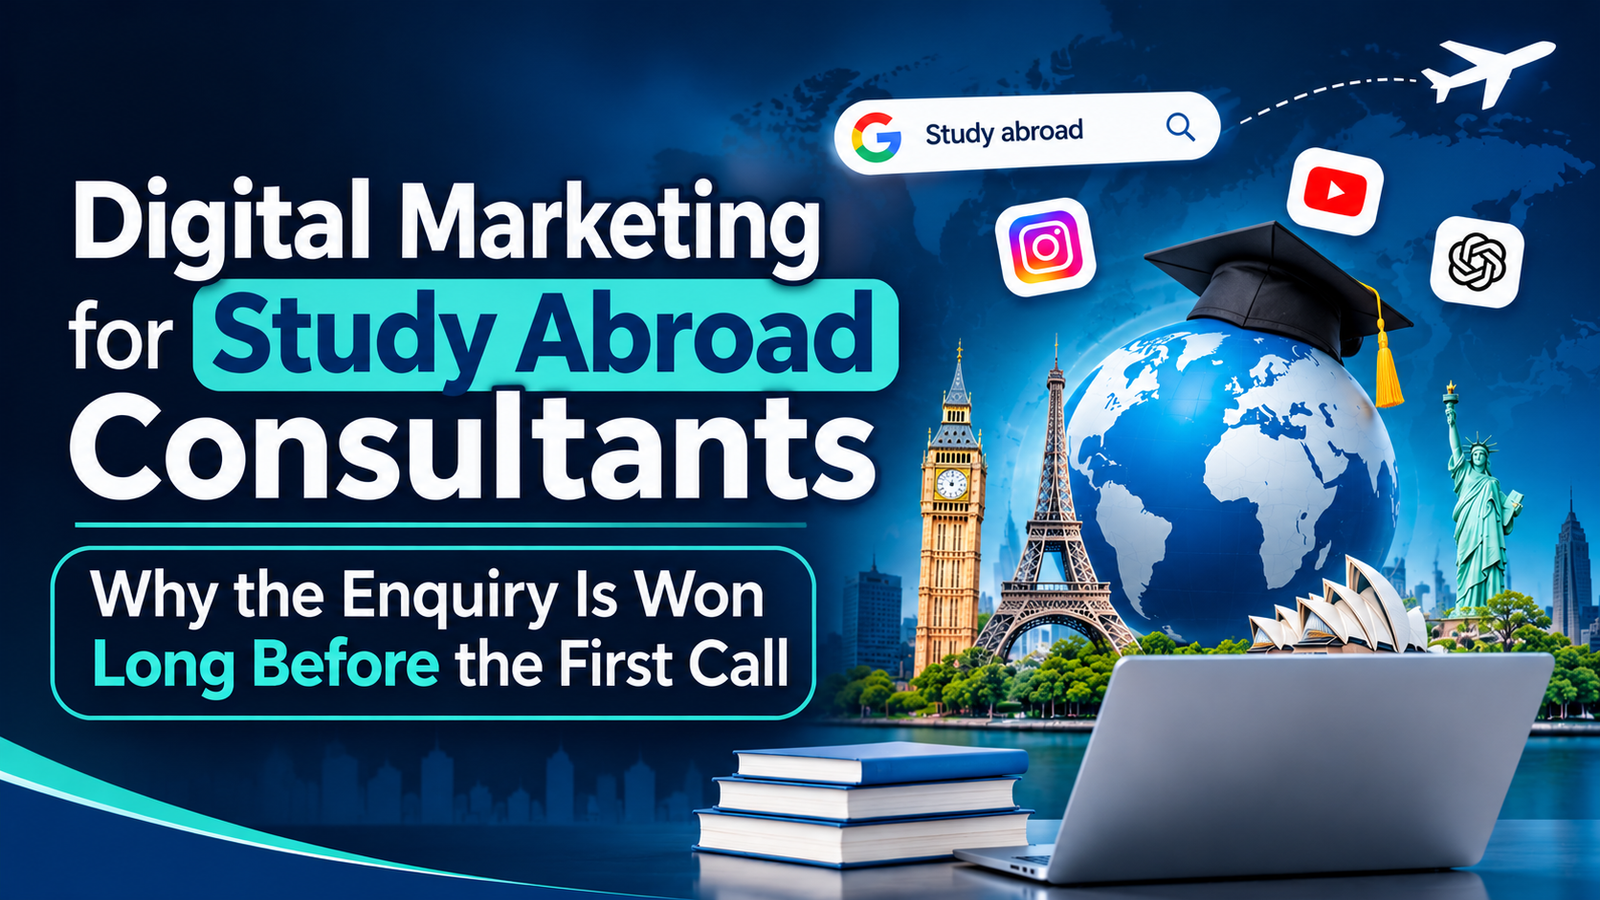 Digital Marketing
for Study Abroad
Consultants
Why the Enquiry Is Won
Long Before the First Call
Study abroad